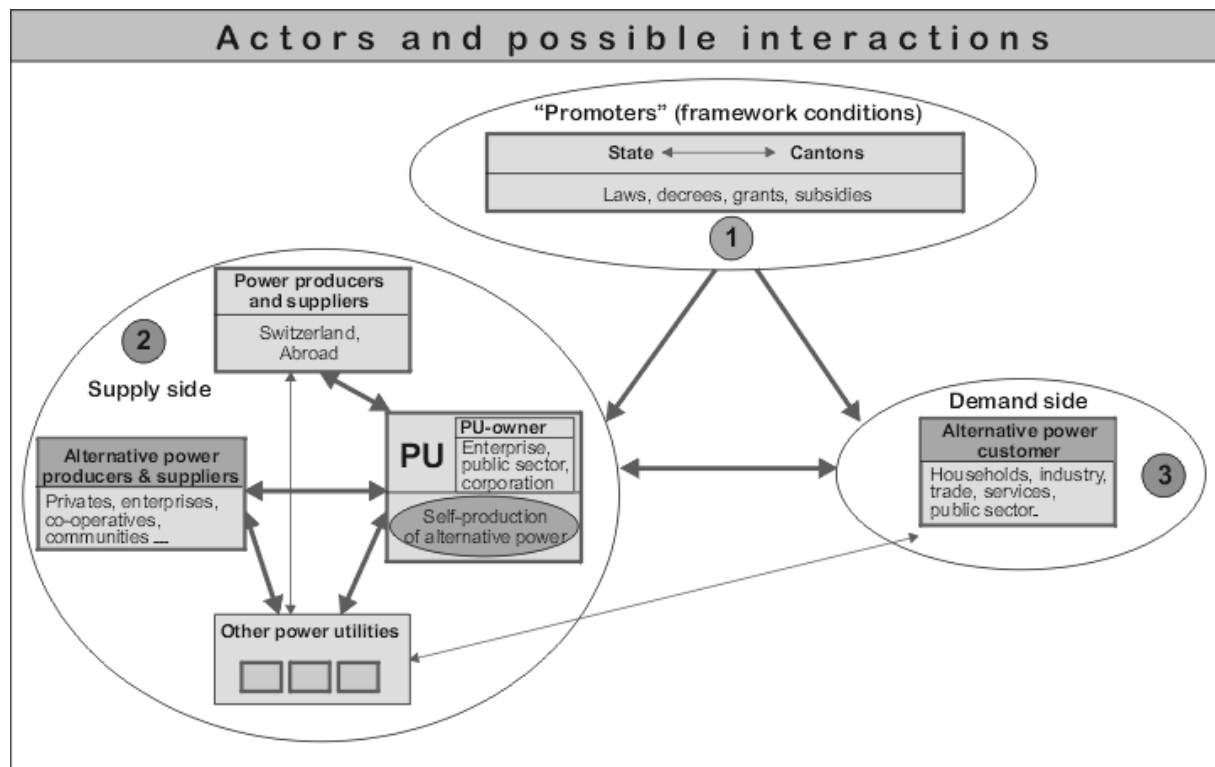 Actors and possible interactions
“Promoters” (framework conditions)
State Cantons
Laws, decrees, grants, subsidies
1
Power producers
and suppliers
Switzerland,
Abroad
2
Supply side
Alternative power
producers & suppliers
Privates, enterprises,
co-operatives,
communities ...
PU
PU-owner
Enterprise,
public sector,
corporation
Self-production
of alternative power
Other power utilities
Demand side
Alternative power
customer
Households, industry,
trade, services,
public sector...
3